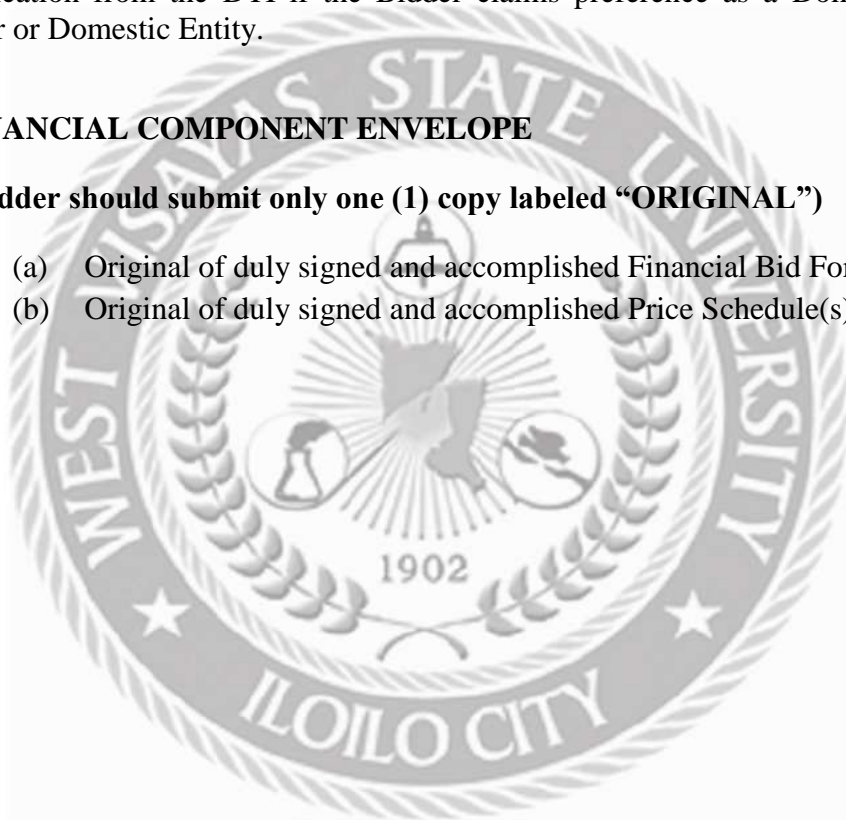 ication from the DTI if the Bidder claims preference as a Dom
r or Domestic Entity.
NANCIAL COMPONENT ENVELOPE
dder should submit only one (1) copy labeled “ORIGINAL”)
(a) Original of duly signed and accomplished Financial Bid For
(b) Original of duly signed and accomplished Price Schedule(s)
WEST VISAYAS STATE UNIVERSITY
1902
ILOILO CITY